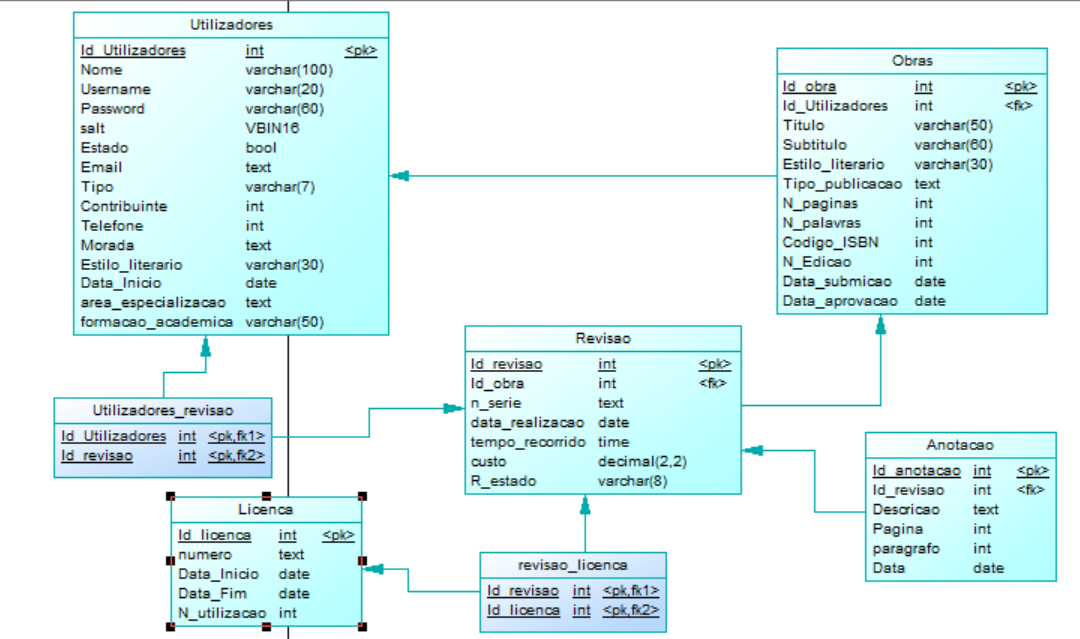 Utilizadores
Id_Utilizadores int <pk>
Nome varchar(100)
Username varchar(20)
Password varchar(60)
salt VBIN16
Estado bool
Email text
Tipo varchar(7)
Contribuinte int
Telefone int
Morada text
Estilo_literario varchar(30)
Data_Inicio date
area_especializacao text
formacao_academica varchar(50)
Obras
Id_obra int <pk>
Id_Utilizadores int <fk>
Titulo varchar(50)
Subtitulo varchar(60)
Estilo_literario varchar(30)
Tipo_publicacao text
N_paginas int
N_palavras int
Codigo_ISBN int
N_Edicao int
Data_submicao date
Data_aprovacao date
Revisao
Id_revisao int <pk>
Id_obra int <fk>
n_serie text
data_realizacao date
tempo_recorrido time
custo decimal(2,2)
R_estado varchar(8)
Utilizadores_revisao
Id_Utilizadores int <pk,fk1>
Id_revisao int <pk,fk2>
Anotacao
Id_anotacao int <pk>
Id_revisao int <fk>
Descricao text
Pagina int
paragrafo int
Data date
Licenca
Id_licenca int <pk>
numero text
Data_Inicio date
Data_Fim date
N_utilizacao int
revisao_licenca
Id_revisao int <pk,fk1>
Id_licenca int <pk,fk2>